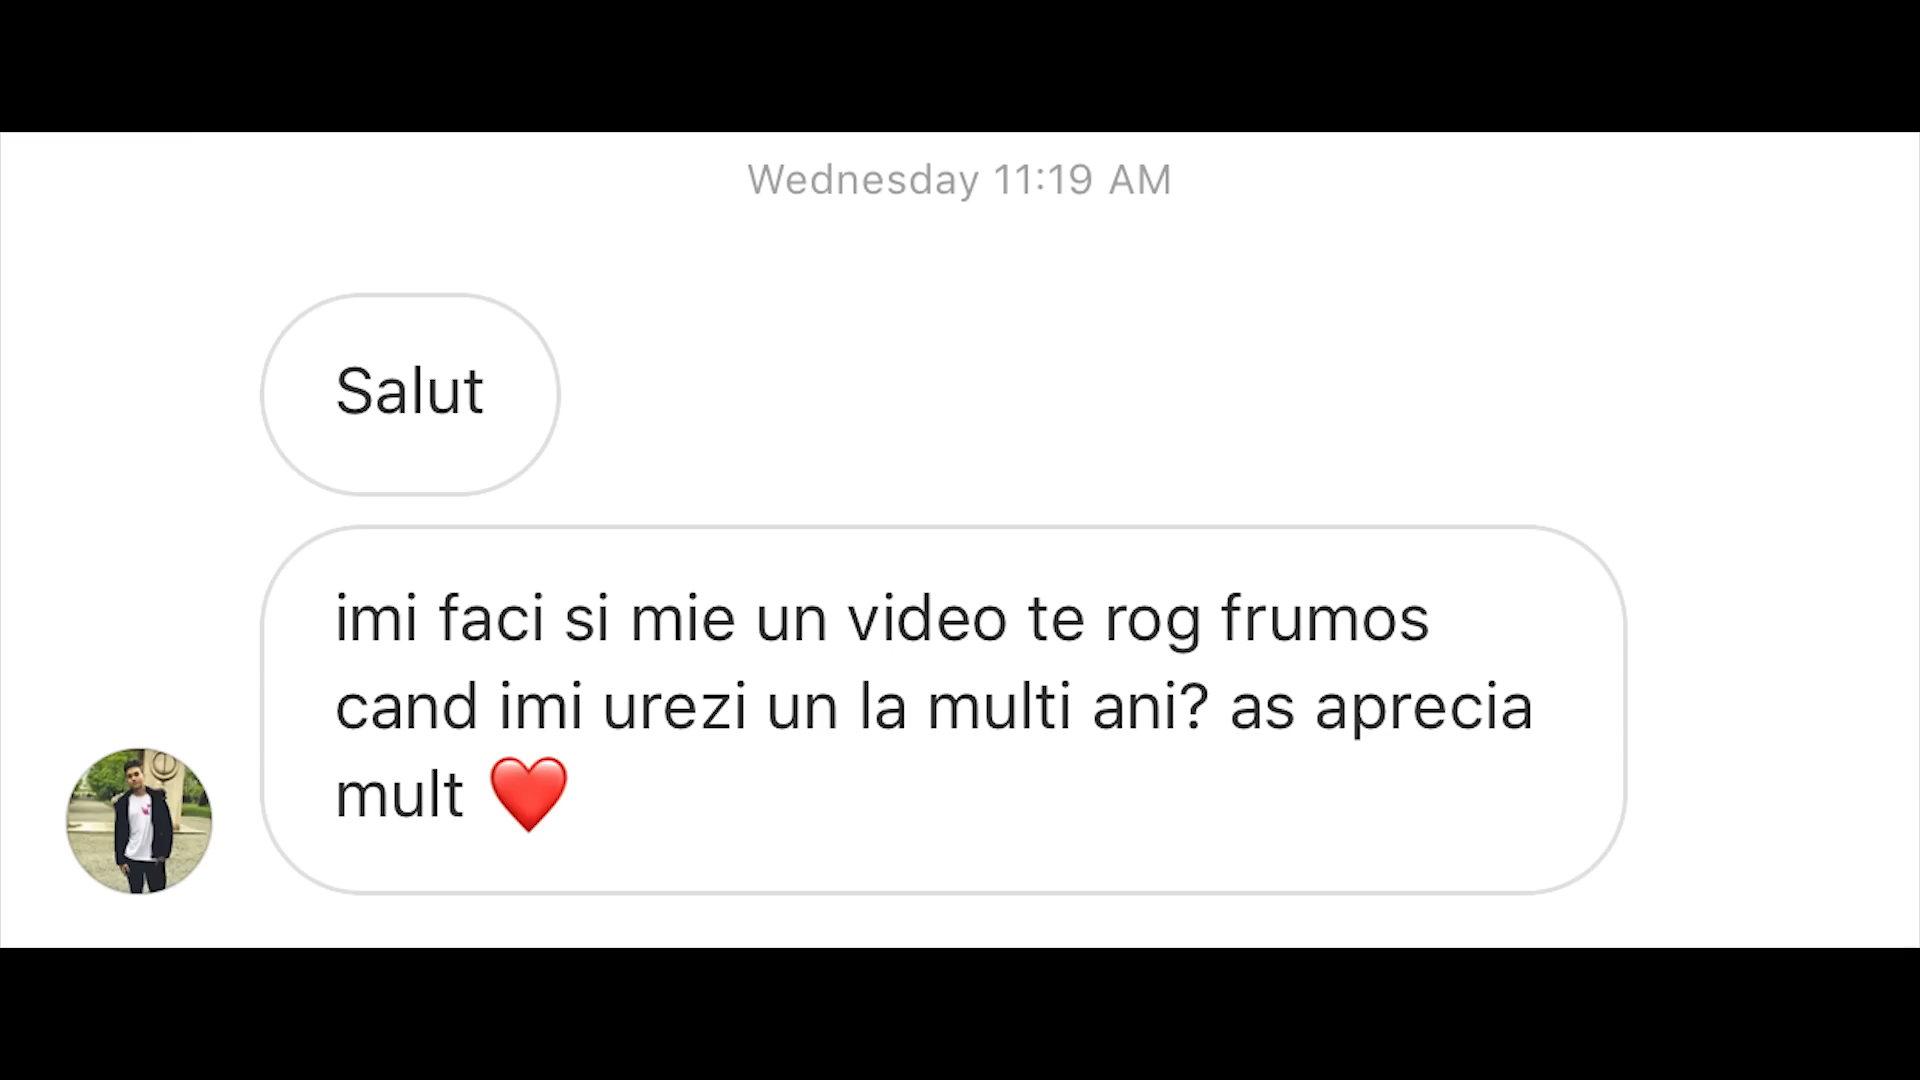 Wednesday 11:19 AM
Salut
imi faci si mie un video te rog frumos
cand imi urezi un la multi ani? as aprecia
mult ❤️